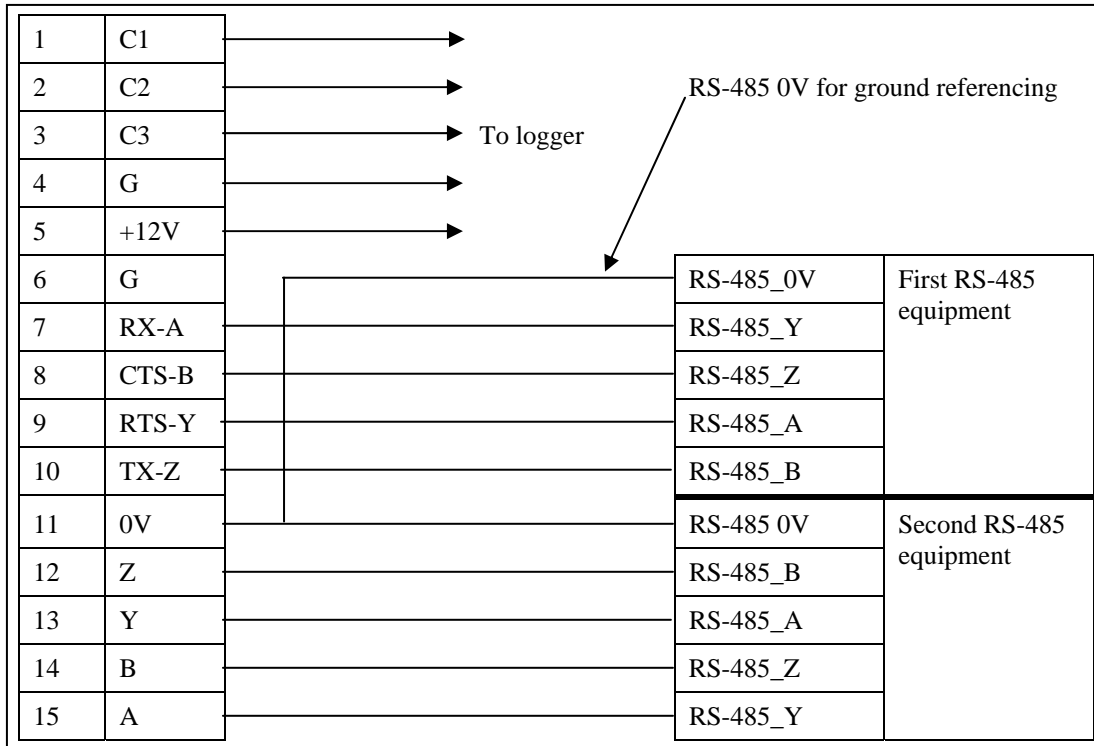 1 C1
2 C2 RS-485 0V for ground referencing
3 C3 To logger
4 G
5 +12V
6 G RS-485_0V First RS-485
equipment
7 RX-A RS-485_Y
8 CTS-B RS-485_Z
9 RTS-Y RS-485_A
10 TX-Z RS-485_B
11 0V RS-485 0V Second RS-485
equipment
12 Z RS-485_B
13 Y RS-485_A
14 B RS-485_Z
15 A RS-485_Y